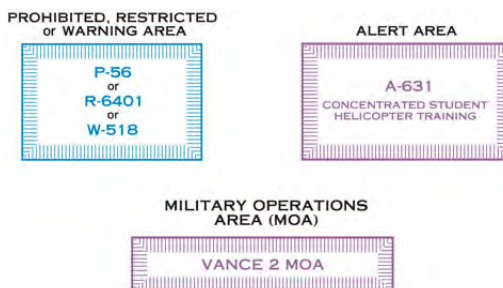 PROHIBITED, RESTRICTED
or WARNING AREA
P-56
or
R-6401
or
W-518
ALERT AREA
A-631
CONCENTRATED STUDENT
HELICOPTER TRAINING
MILITARY OPERATIONS
AREA (MOA)
VANCE 2 MOA